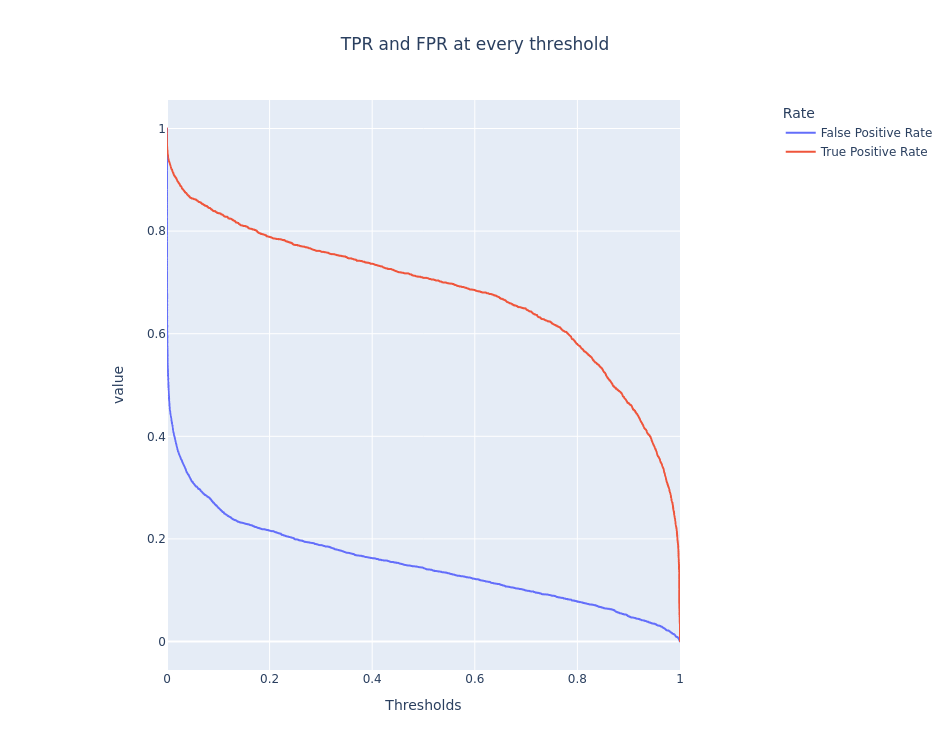 TPR and FPR at every threshold
Rate
False Positive Rate
True Positive Rate
value
1
0.8
0.6
0.4
0.2
0
0 0.2 0.4 0.6 0.8 1
Thresholds